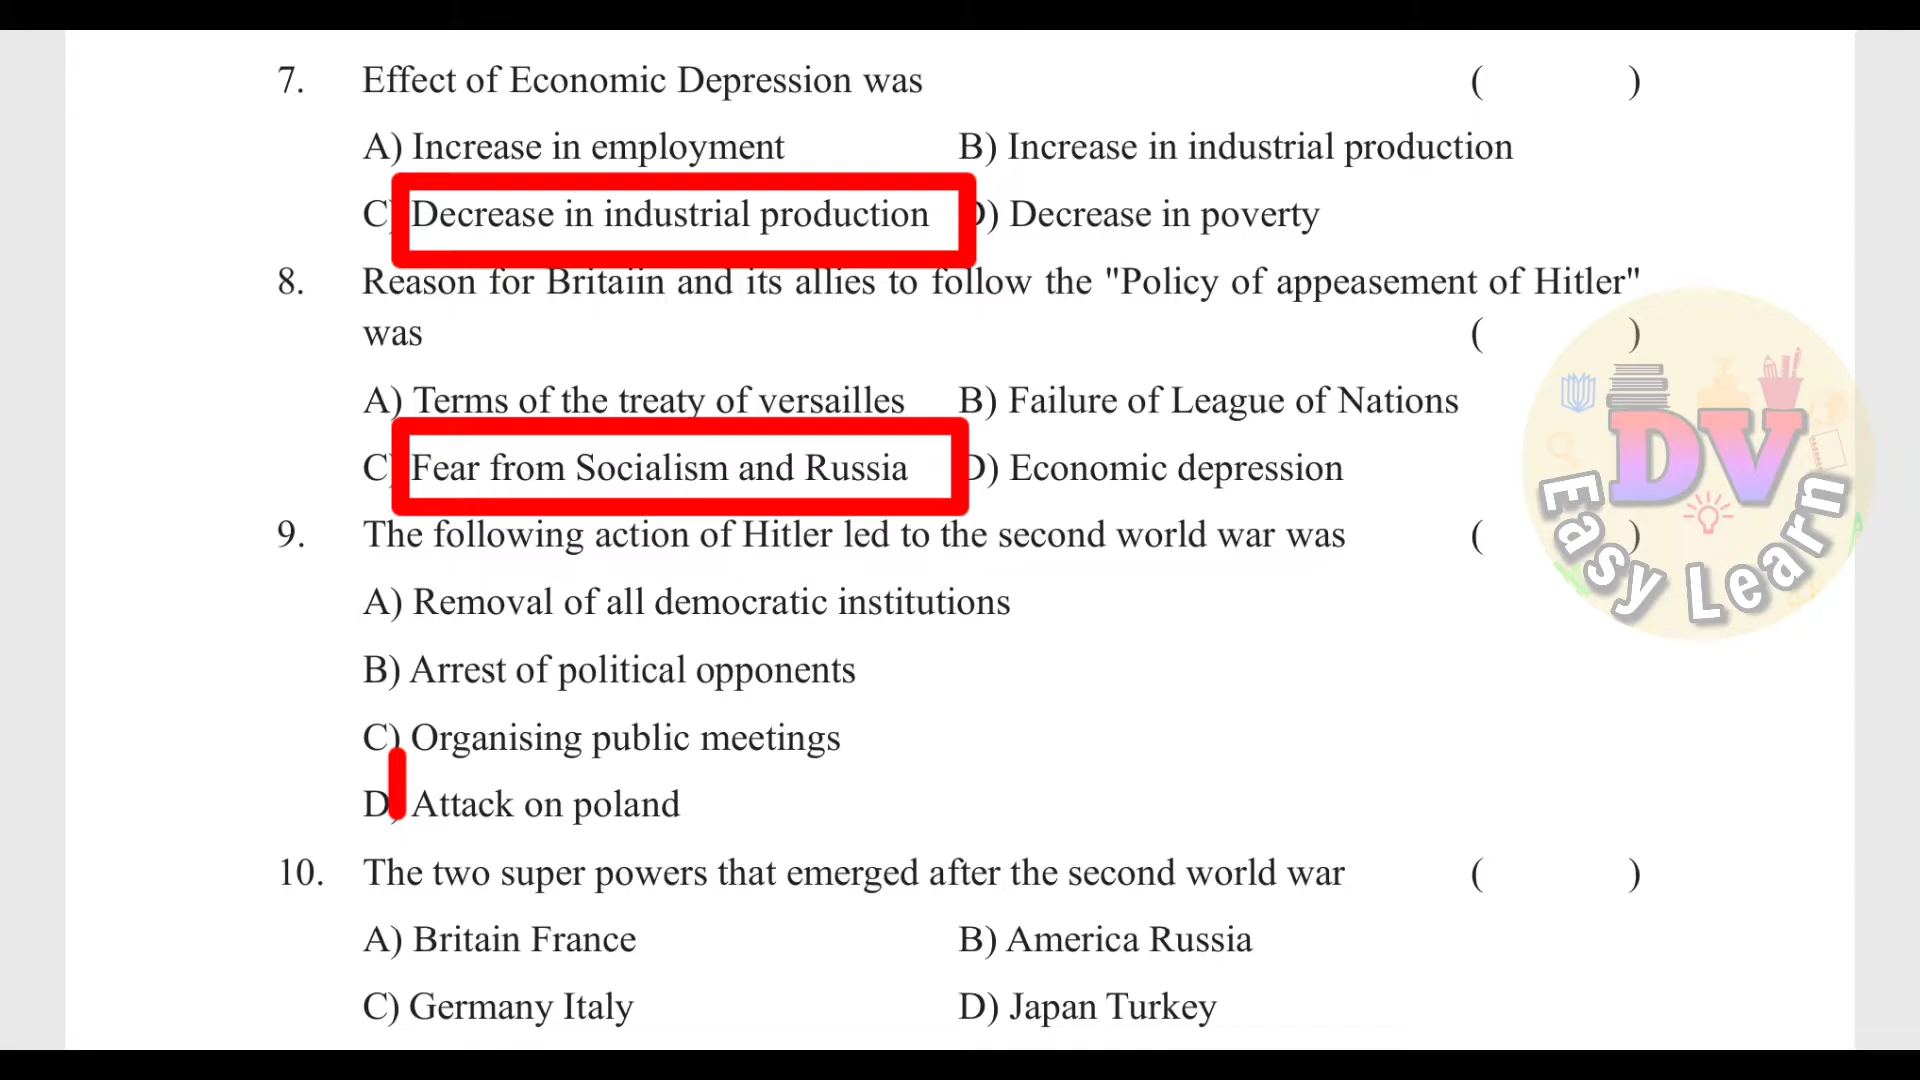 7. Effect of Economic Depression was ( )
A) Increase in employment B) Increase in industrial production
C) Decrease in industrial production D) Decrease in poverty
8. Reason for Britaiin and its allies to follow the "Policy of appeasement of Hitler"
was ( )
A) Terms of the treaty of versailles B) Failure of League of Nations
C) Fear from Socialism and Russia D) Economic depression
9. The following action of Hitler led to the second world war was ( )
A) Removal of all democratic institutions
B) Arrest of political opponents
C) Organising public meetings
D) Attack on poland
10. The two super powers that emerged after the second world war ( )
A) Britain France B) America Russia
C) Germany Italy D) Japan Turkey
DV
Easy Learn